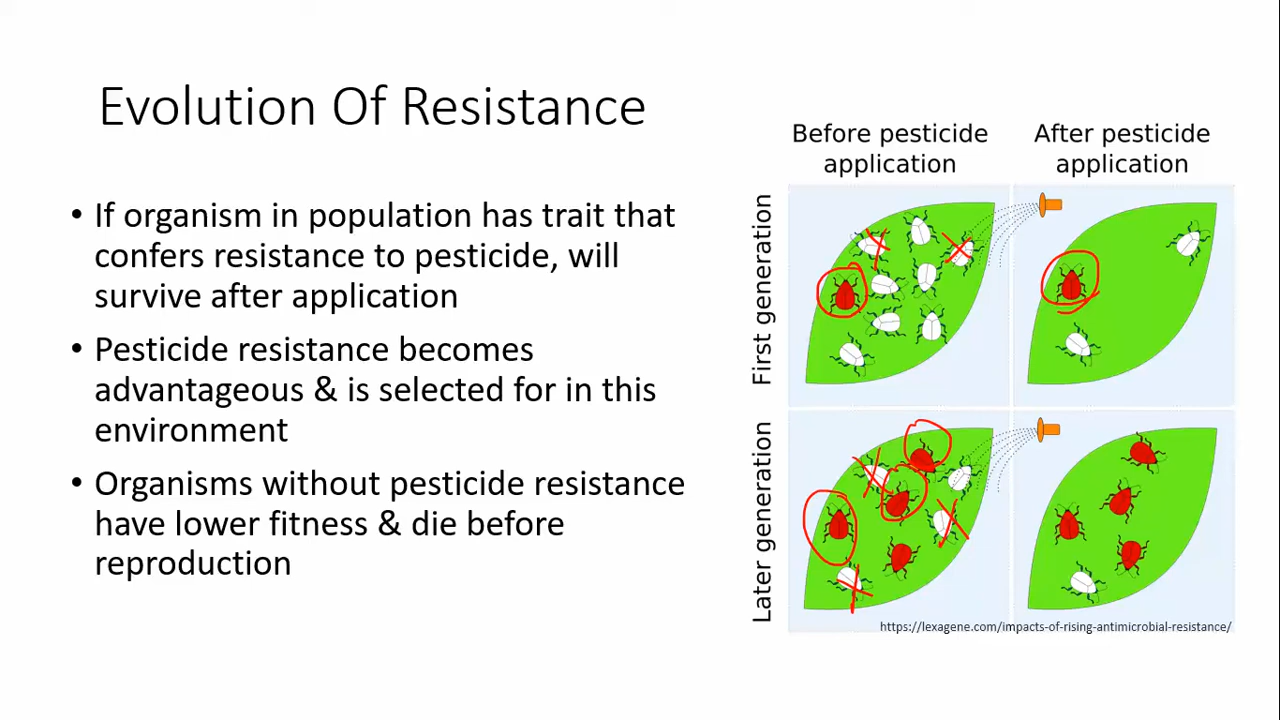 Evolution Of Resistance
• If organism in population has trait that
confers resistance to pesticide, will
survive after application
• Pesticide resistance becomes
advantageous & is selected for in this
environment
• Organisms without pesticide resistance
have lower fitness & die before
reproduction
Before pesticide
application
After pesticide
application
First generation
Later generation
https://lexagene.com/impacts-of-rising-antimicrobial-resistance/